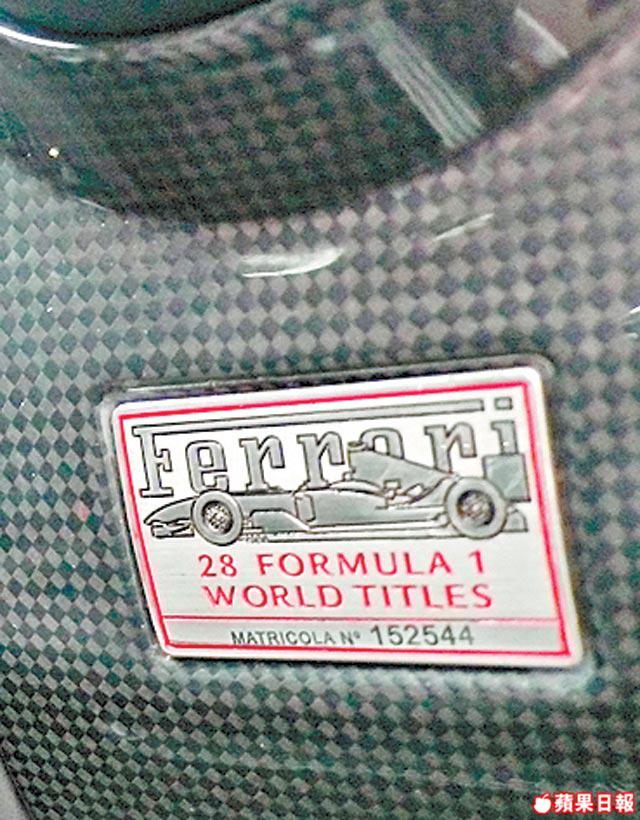 Ferrari
28 FORMULA 1
WORLD TITLES
MATRICOLA Nº 152544
蘋果日報